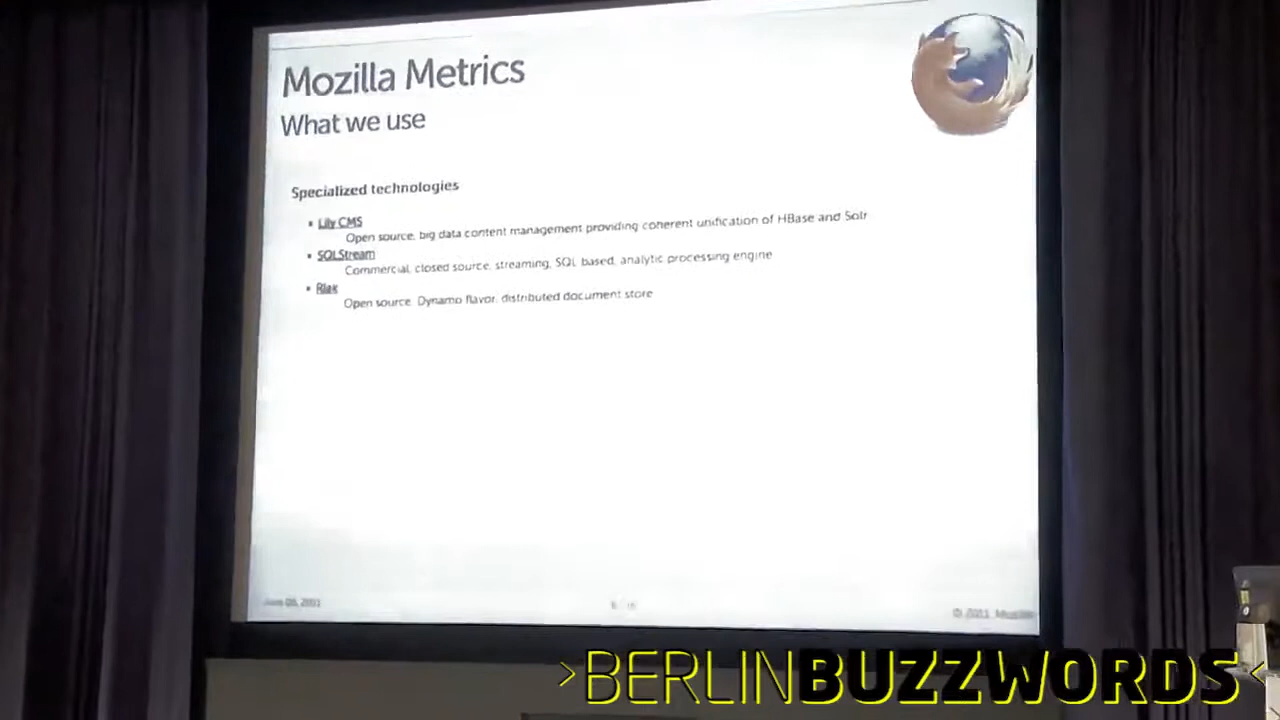 Mozilla Metrics
What we use
Specialized technologies
Lily CMS
Open source, big data content management providing coherent unification of HBase and Solr
SQLStream
Commercial, closed source, streaming, SQL based, analytic processing engine
Riak
Open source, Dynamo flavor, distributed document store
© 2011 Mozilla
>BERLINBUZZWORDS<